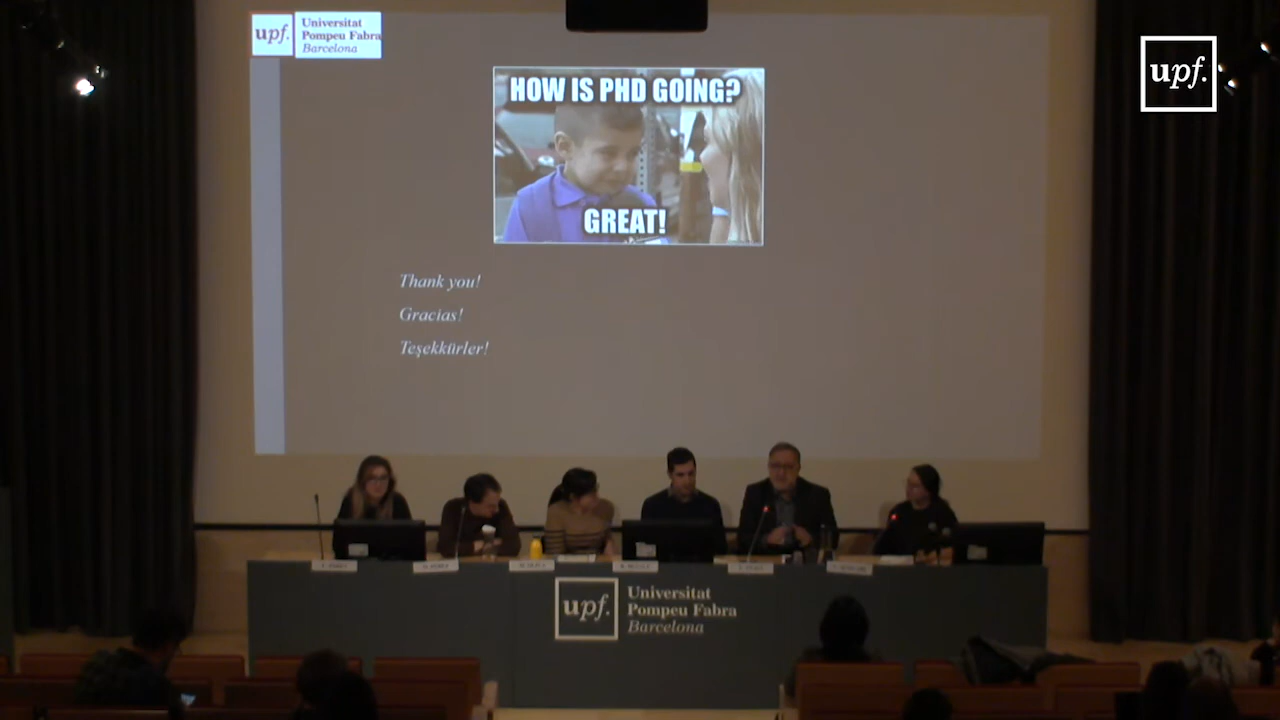 upf.
Universitat
Pompeu Fabra
Barcelona
upf.
HOW IS PHD GOING?
GREAT!
Thank you!
Gracias!
Teşekkürler!
upf.
Universitat
Pompeu Fabra
Barcelona